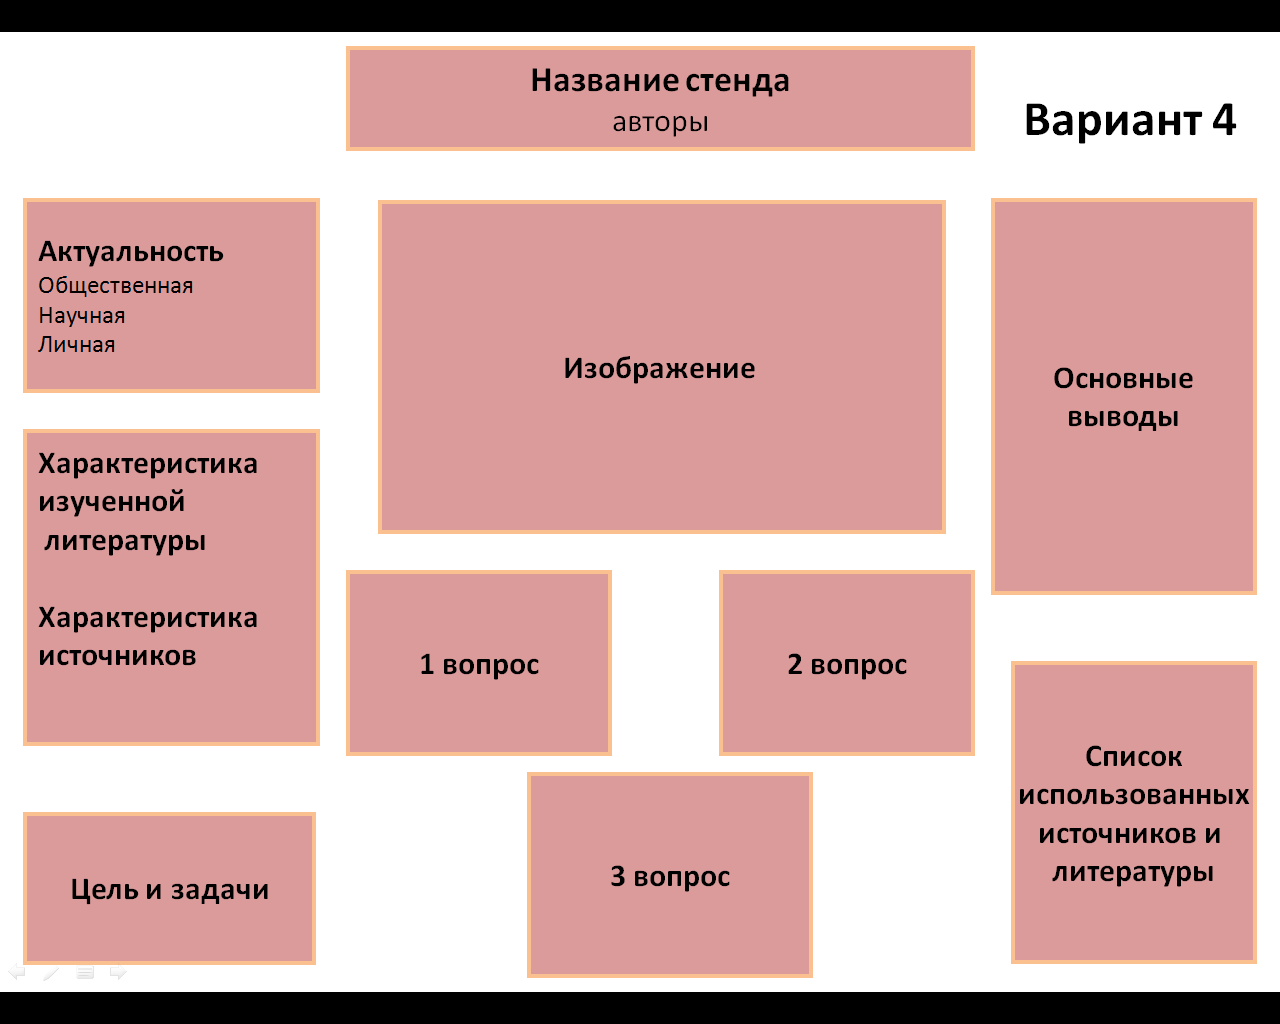 Название стенда
авторы
Вариант 4
Актуальность
Общественная
Научная
Личная
Характеристика
изученной
литературы
Характеристика
источников
Цель и задачи
Изображение
1 вопрос
2 вопрос
3 вопрос
Основные
выводы
Список
использованных
источников и
литературы